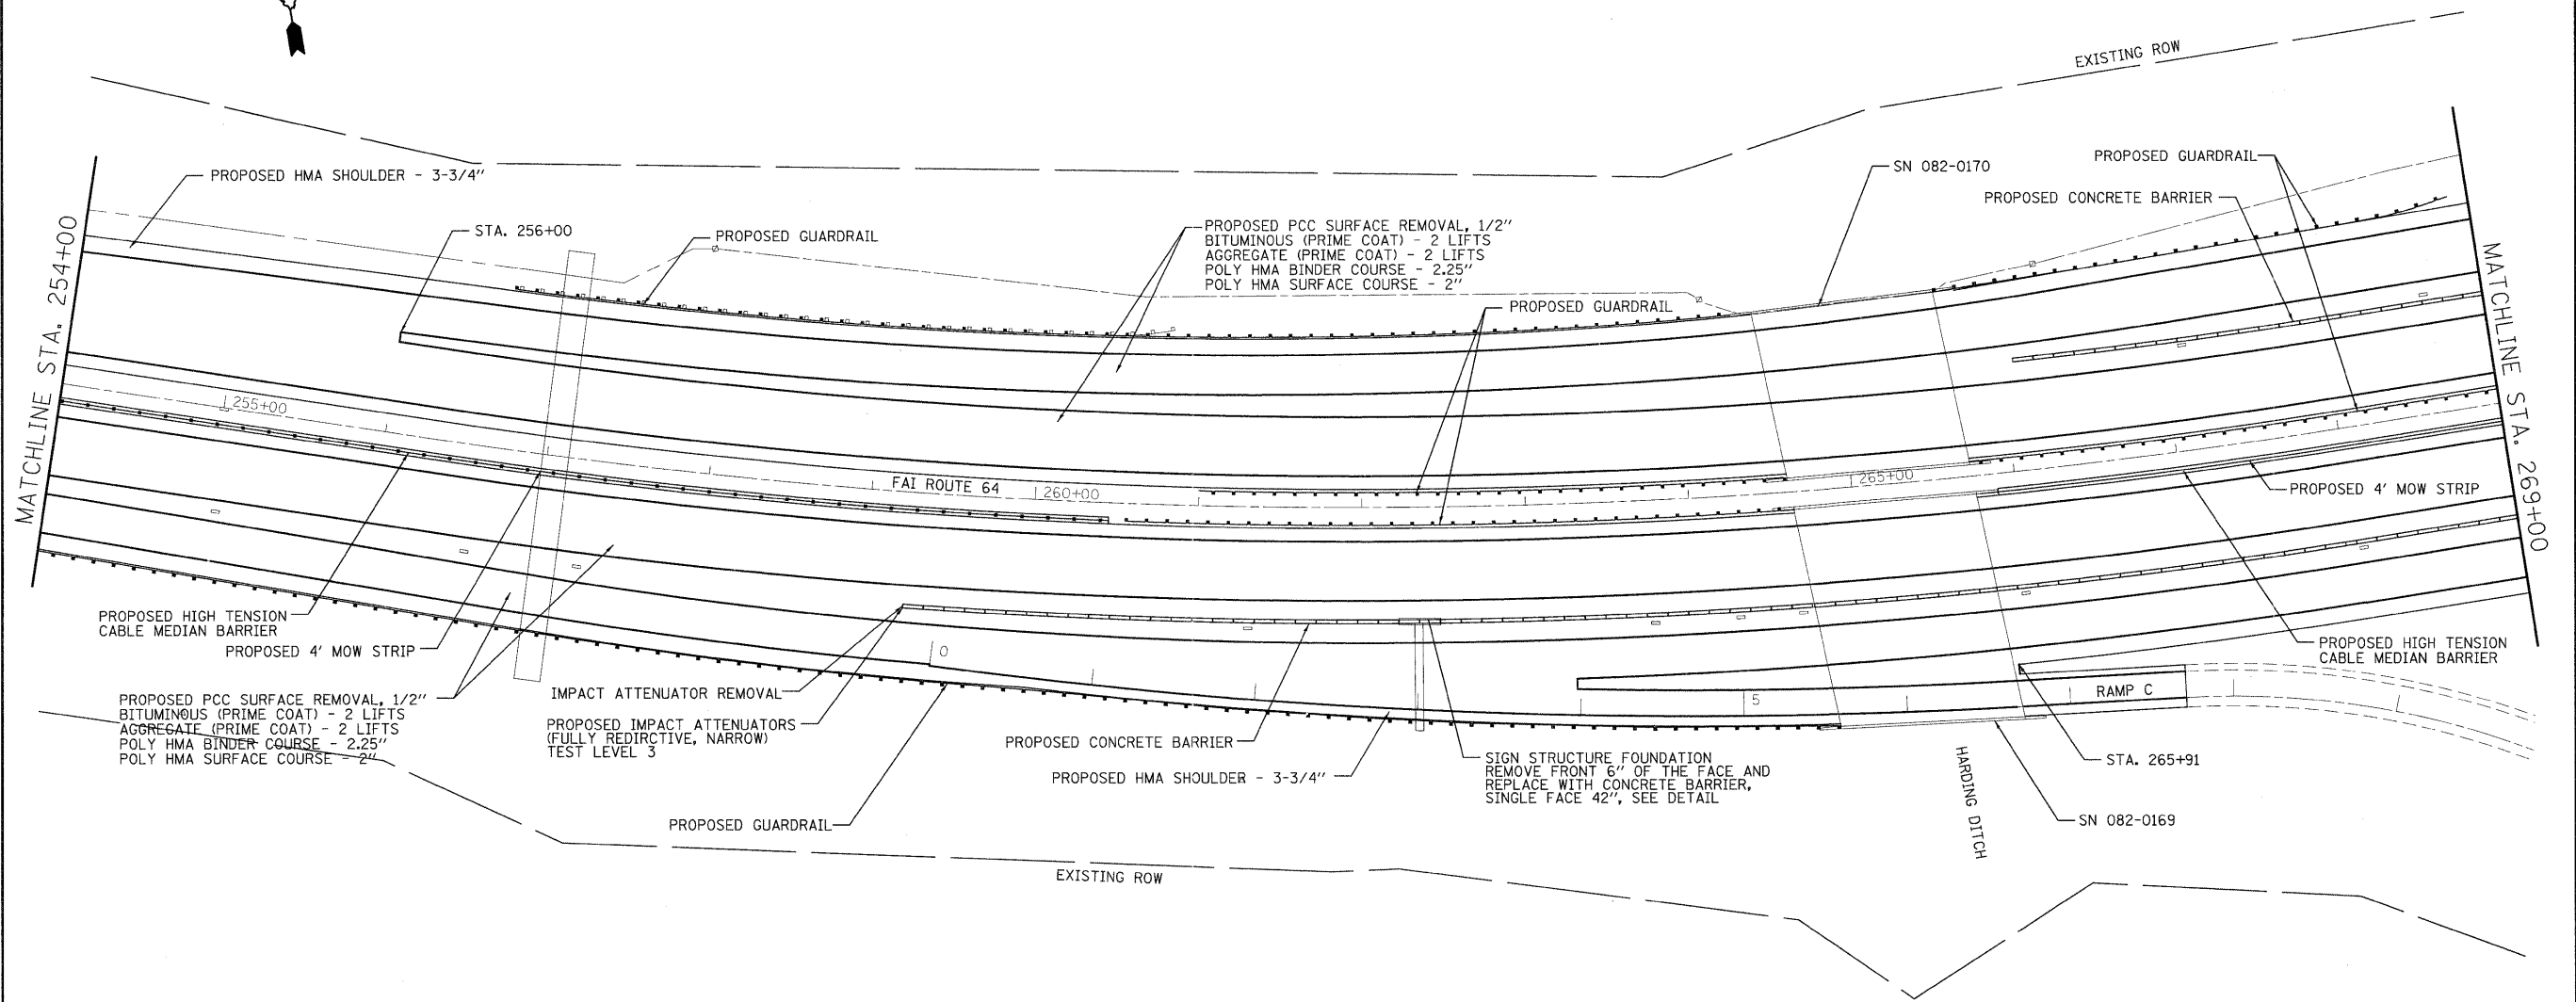 EXISTING ROW
PROPOSED HMA SHOULDER - 3-3/4"
STA. 256+00
PROPOSED GUARDRAIL
PROPOSED PCC SURFACE REMOVAL, 1/2"
BITUMINOUS (PRIME COAT) - 2 LIFTS
AGGREGATE (PRIME COAT) - 2 LIFTS
POLY HMA BINDER COURSE - 2.25"
POLY HMA SURFACE COURSE - 2"
PROPOSED GUARDRAIL
SN 082-0170
PROPOSED GUARDRAIL
PROPOSED CONCRETE BARRIER
MATCHLINE STA. 254+00
MATCHLINE STA. 269+00
255+00
FAI ROUTE 64
260+00
265+00
PROPOSED 4' MOW STRIP
PROPOSED HIGH TENSION
CABLE MEDIAN BARRIER
PROPOSED 4' MOW STRIP
PROPOSED PCC SURFACE REMOVAL, 1/2"
BITUMINOUS (PRIME COAT) - 2 LIFTS
AGGREGATE (PRIME COAT) - 2 LIFTS
POLY HMA BINDER COURSE - 2.25"
POLY HMA SURFACE COURSE - 2"
0
IMPACT ATTENUATOR REMOVAL
PROPOSED IMPACT ATTENUATORS
(FULLY REDIRCTIVE, NARROW)
TEST LEVEL 3
PROPOSED CONCRETE BARRIER
PROPOSED HMA SHOULDER - 3-3/4"
PROPOSED GUARDRAIL
SIGN STRUCTURE FOUNDATION
REMOVE FRONT 6" OF THE FACE AND
REPLACE WITH CONCRETE BARRIER,
SINGLE FACE 42", SEE DETAIL
5
RAMP C
PROPOSED HIGH TENSION
CABLE MEDIAN BARRIER
STA. 265+91
HARDING DITCH
SN 082-0169
EXISTING ROW